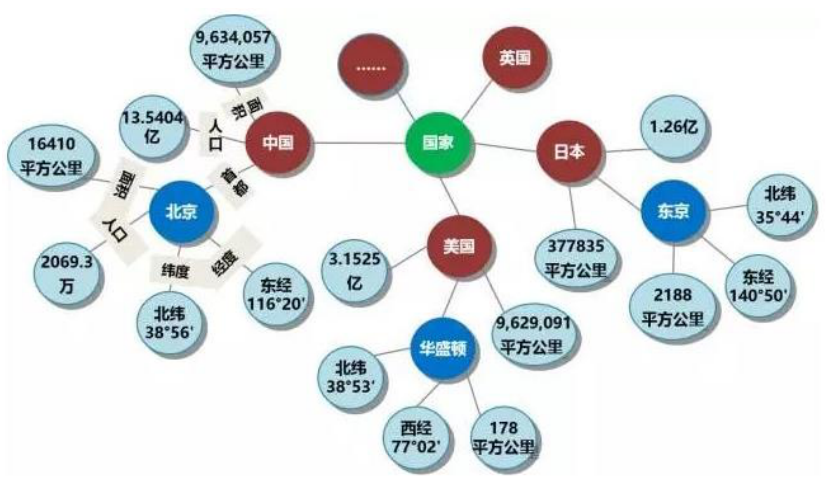 9,634,057
平方公里
……
英国
13.5404
亿
面积
人口
中国
国家
日本
1.26亿
16410
平方公里
面积
首都
北京
人口
东京
北纬
35°44'
2069.3
万
纬度
经度
东经
116°20'
北纬
38°56'
美国
3.1525
亿
377835
平方公里
东经
140°50'
2188
平方公里
9,629,091
平方公里
华盛顿
北纬
38°53'
西经
77°02'
178
平方公里